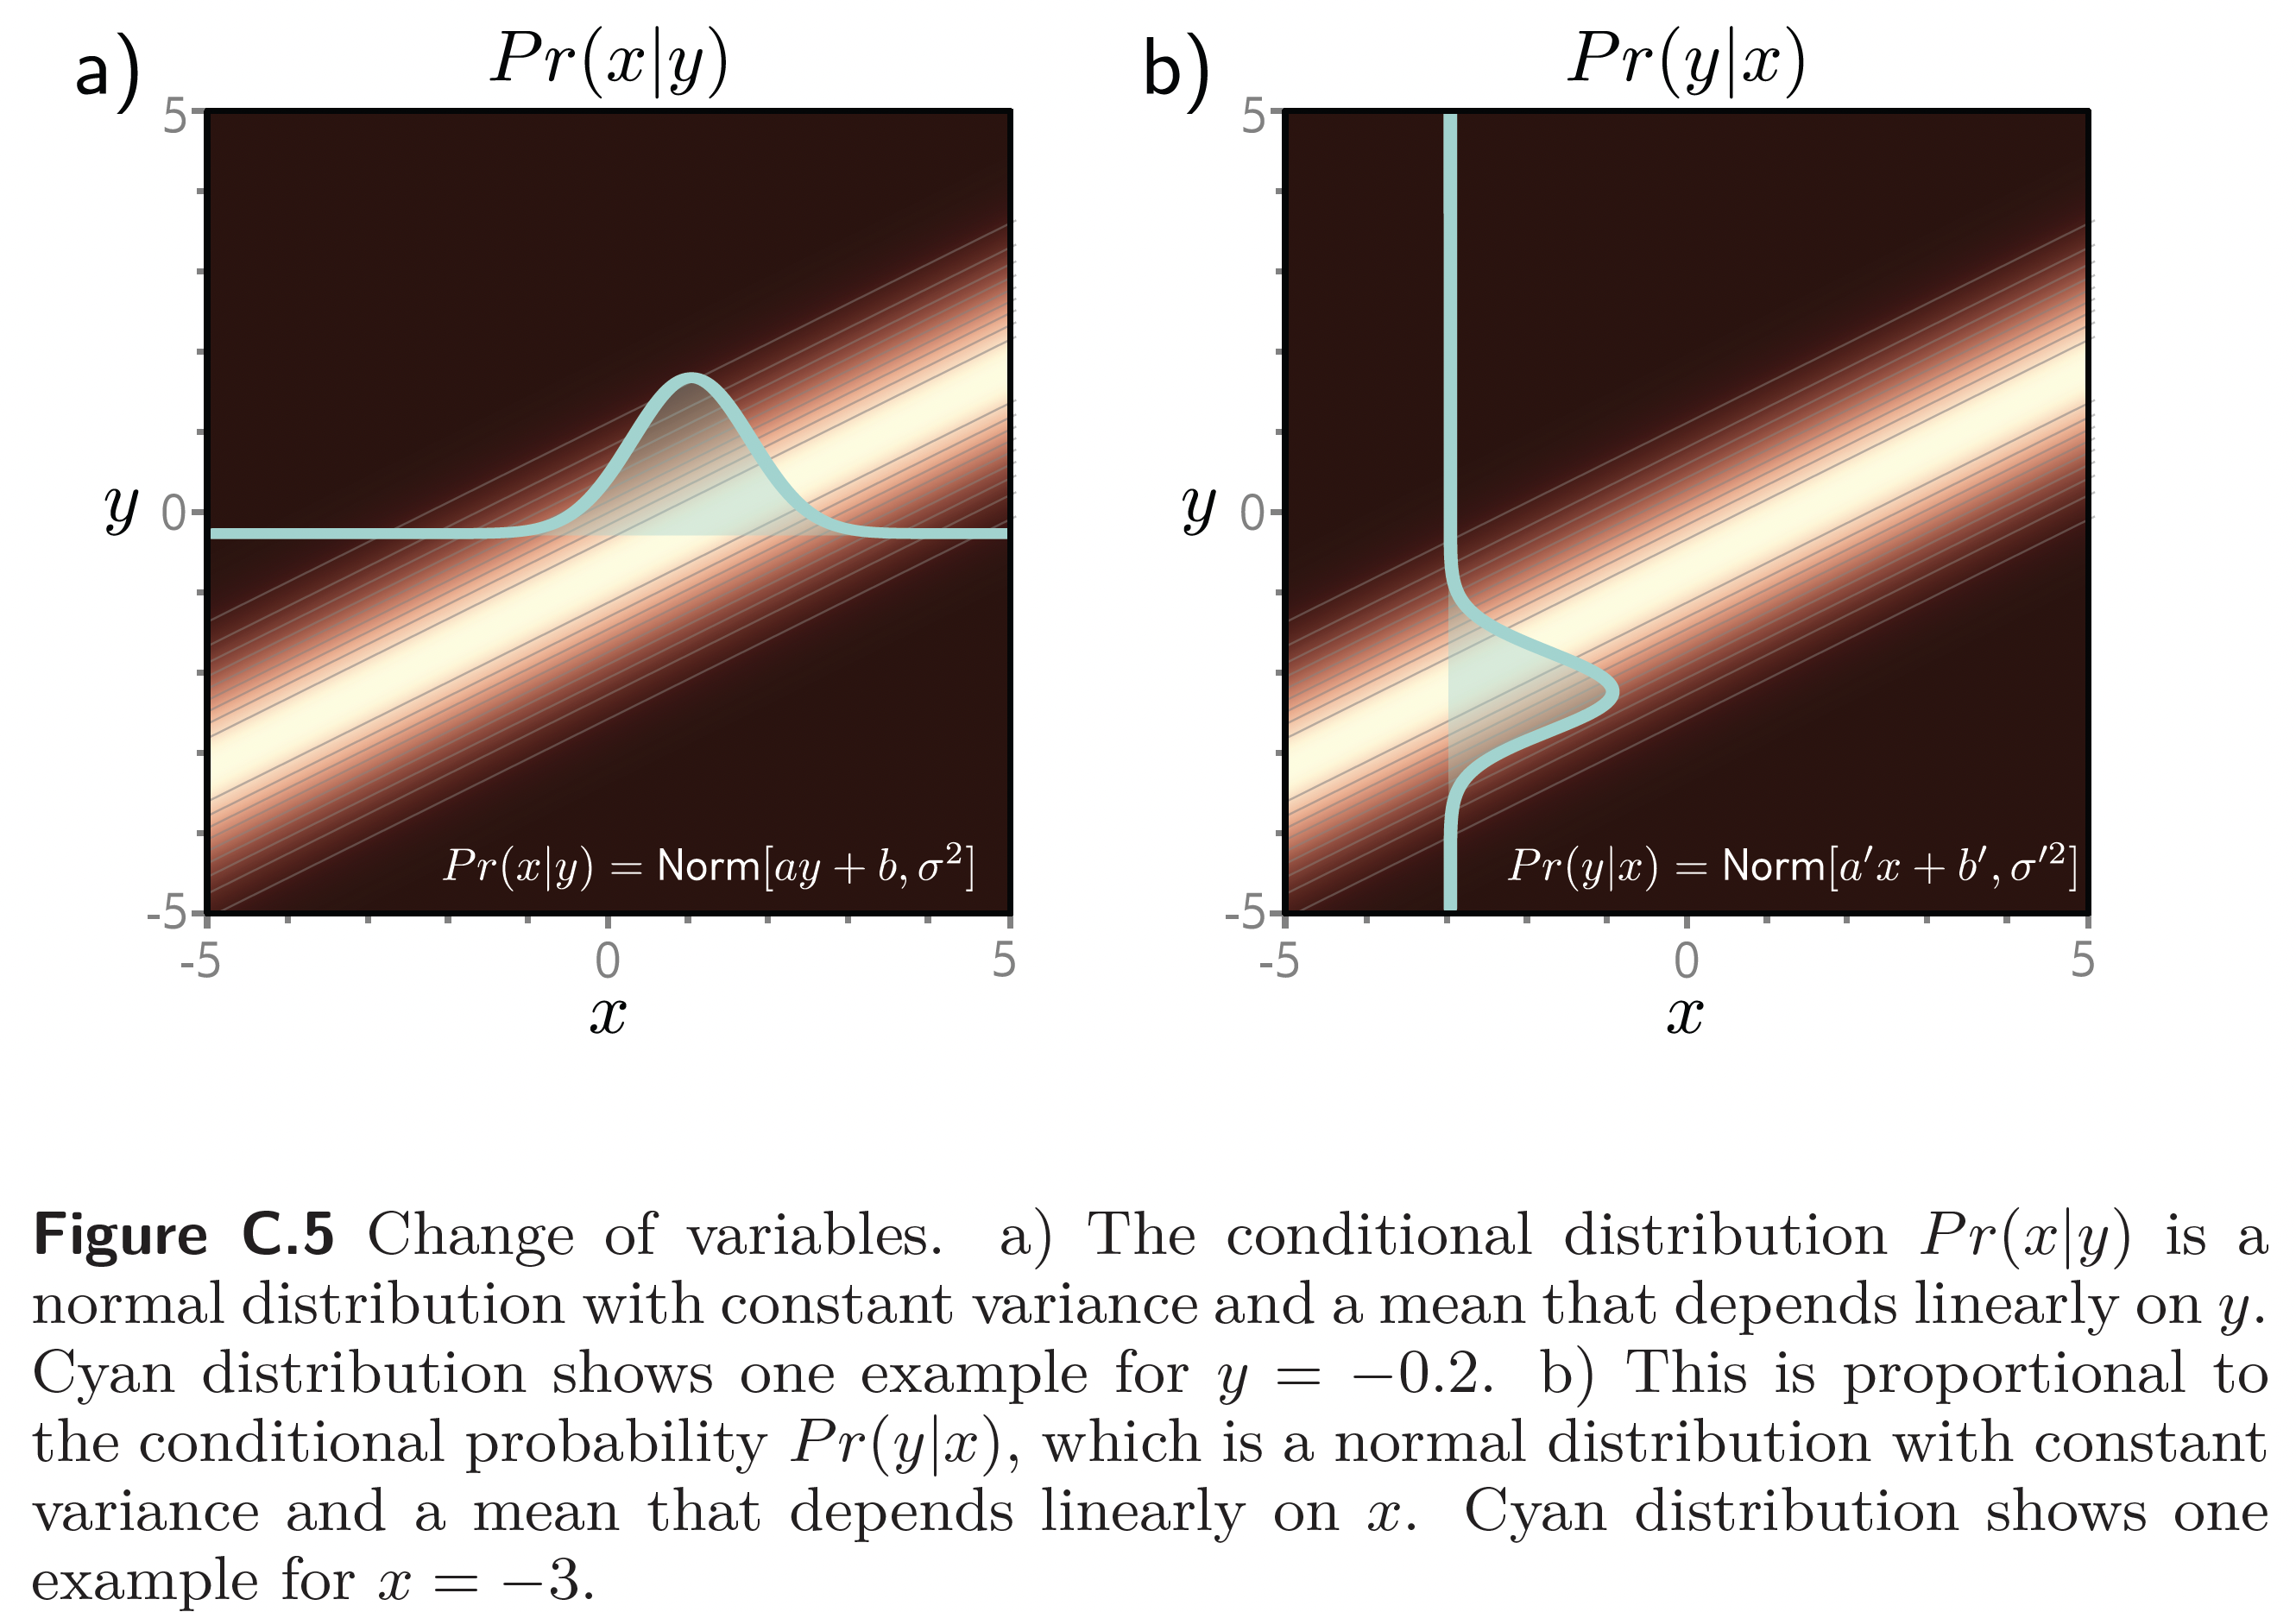 a)
Pr(x|y)
5
y
0
-5
-5
0
5
x
Pr(x|y) = Norm[ay + b, σ²]
b)
Pr(y|x)
5
y
0
-5
-5
0
5
x
Pr(y|x) = Norm[a′x + b′, σ′²]
Figure C.5 Change of variables. a) The conditional distribution Pr(x|y) is a
normal distribution with constant variance and a mean that depends linearly on y.
Cyan distribution shows one example for y = −0.2. b) This is proportional to
the conditional probability Pr(y|x), which is a normal distribution with constant
variance and a mean that depends linearly on x. Cyan distribution shows one
example for x = −3.